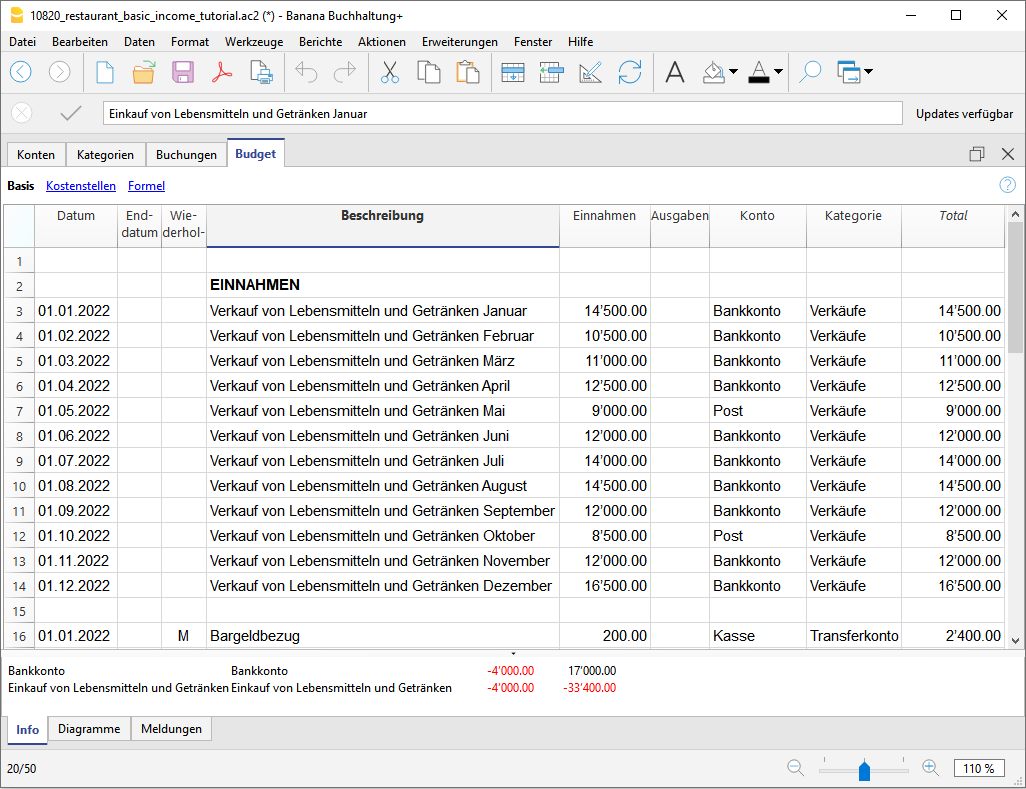 10820_restaurant_basic_income_tutorial.ac2 (*) - Banana Buchhaltung+
Datei Bearbeiten Daten Format Werkzeuge Berichte Aktionen Erweiterungen Fenster Hilfe
Einkauf von Lebensmitteln und Getränken Januar Updates verfügbar
Konten Kategorien Buchungen Budget
Basis Kostenstellen Formel
Datum End- Wie- Beschreibung Einnahmen Ausgaben Konto Kategorie Total
datum derhol-
1
2 EINNAHMEN
3 01.01.2022 Verkauf von Lebensmitteln und Getränken Januar 14'500.00 Bankkonto Verkäufe 14'500.00
4 01.02.2022 Verkauf von Lebensmitteln und Getränken Februar 10'500.00 Bankkonto Verkäufe 10'500.00
5 01.03.2022 Verkauf von Lebensmitteln und Getränken März 11'000.00 Bankkonto Verkäufe 11'000.00
6 01.04.2022 Verkauf von Lebensmitteln und Getränken April 12'500.00 Bankkonto Verkäufe 12'500.00
7 01.05.2022 Verkauf von Lebensmitteln und Getränken Mai 9'000.00 Post Verkäufe 9'000.00
8 01.06.2022 Verkauf von Lebensmitteln und Getränken Juni 12'000.00 Bankkonto Verkäufe 12'000.00
9 01.07.2022 Verkauf von Lebensmitteln und Getränken Juli 14'000.00 Bankkonto Verkäufe 14'000.00
10 01.08.2022 Verkauf von Lebensmitteln und Getränken August 14'500.00 Bankkonto Verkäufe 14'500.00
11 01.09.2022 Verkauf von Lebensmitteln und Getränken September 12'000.00 Bankkonto Verkäufe 12'000.00
12 01.10.2022 Verkauf von Lebensmitteln und Getränken Oktober 8'500.00 Post Verkäufe 8'500.00
13 01.11.2022 Verkauf von Lebensmitteln und Getränken November 12'000.00 Bankkonto Verkäufe 12'000.00
14 01.12.2022 Verkauf von Lebensmitteln und Getränken Dezember 16'500.00 Bankkonto Verkäufe 16'500.00
15
16 01.01.2022 M Bargeldbezug 200.00 Kasse Transferkonto 2'400.00
Bankkonto Bankkonto -4'000.00 17'000.00
Einkauf von Lebensmitteln und Getränken Einkauf von Lebensmitteln und Getränken -4'000.00 -33'400.00
Info Diagramme Meldungen
20/50 110 %